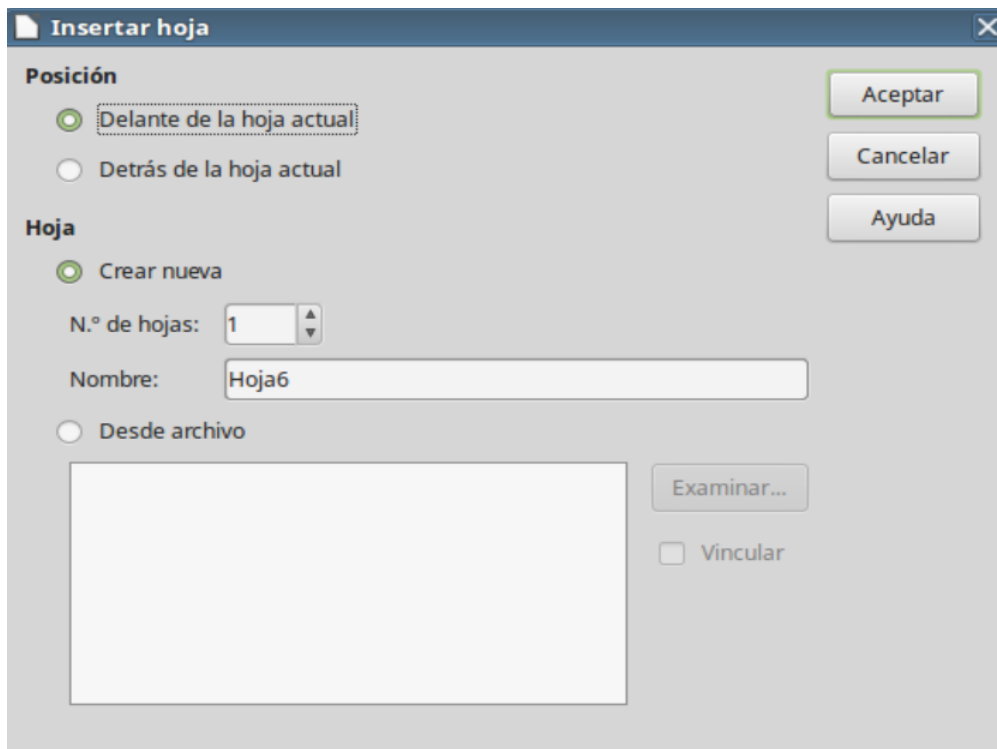 Insertar hoja
Posición
Delante de la hoja actual
Detrás de la hoja actual
Aceptar
Cancelar
Ayuda
Hoja
Crear nueva
N.º de hojas: 1
Nombre: Hoja6
Desde archivo
Examinar...
Vincular